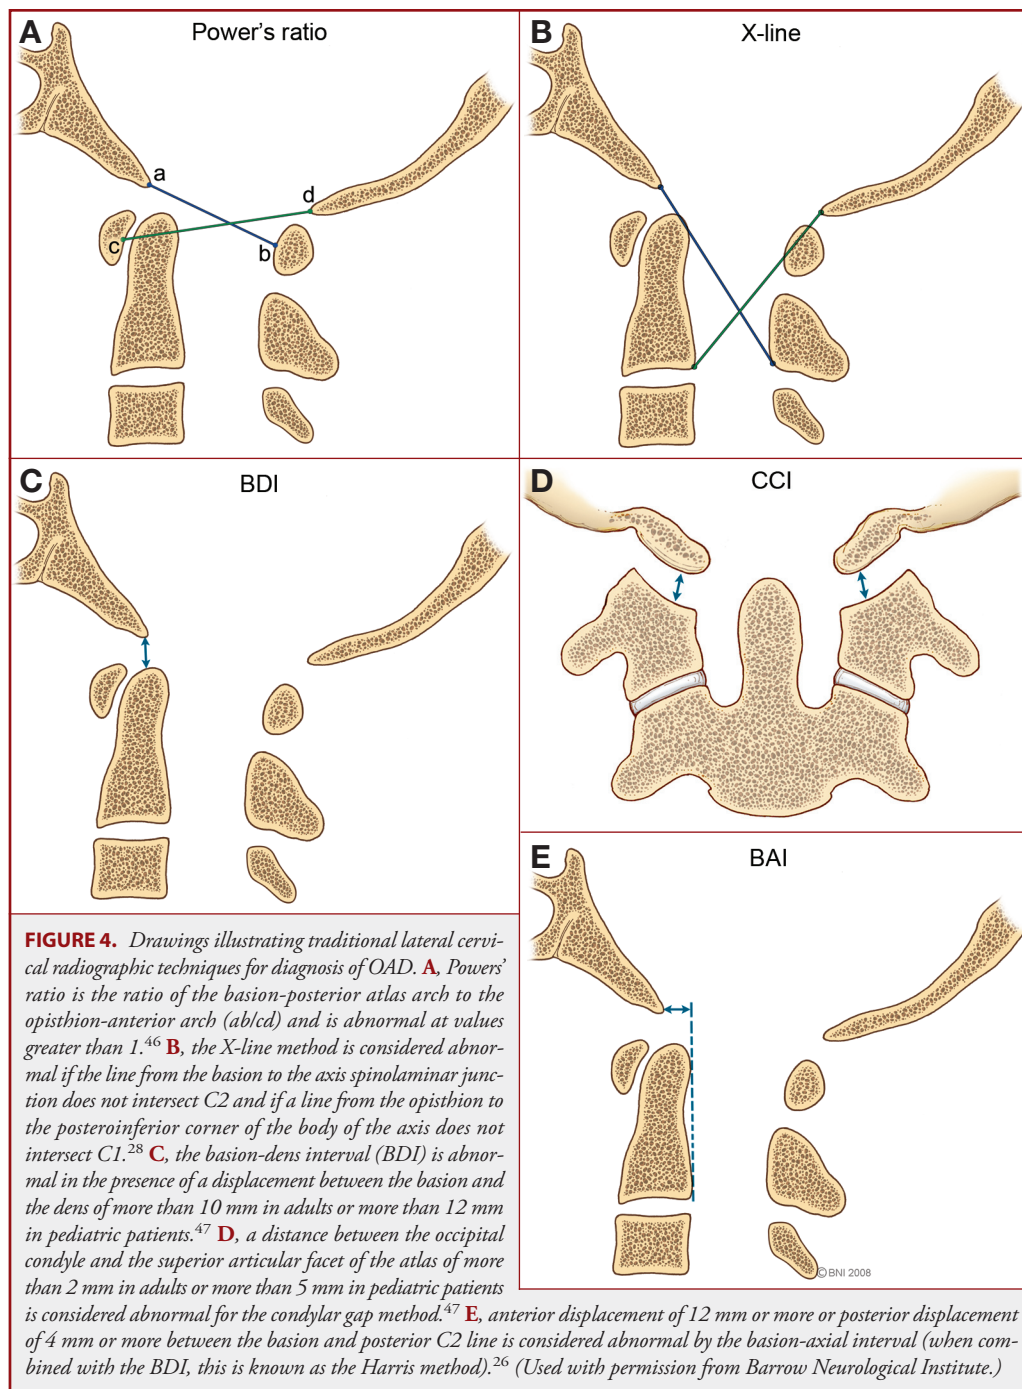 A
Power's ratio
a
d
c
b
B
X-line
C
BDI
D
CCI
E
BAI
©BNI 2008
FIGURE 4. Drawings illustrating traditional lateral cervi-
cal radiographic techniques for diagnosis of OAD. A, Powers'
ratio is the ratio of the basion-posterior atlas arch to the
opisthion-anterior arch (ab/cd) and is abnormal at values
greater than 1.46 B, the X-line method is considered abnor-
mal if the line from the basion to the axis spinolaminar junc-
tion does not intersect C2 and if a line from the opisthion to
the posteroinferior corner of the body of the axis does not
intersect C1.28 C, the basion-dens interval (BDI) is abnor-
mal in the presence of a displacement between the basion and
the dens of more than 10 mm in adults or more than 12 mm
in pediatric patients.47 D, a distance between the occipital
condyle and the superior articular facet of the atlas of more
than 2 mm in adults or more than 5 mm in pediatric patients
is considered abnormal for the condylar gap method.47 E, anterior displacement of 12 mm or more or posterior displacement
of 4 mm or more between the basion and posterior C2 line is considered abnormal by the basion-axial interval (when com-
bined with the BDI, this is known as the Harris method).26 (Used with permission from Barrow Neurological Institute.)